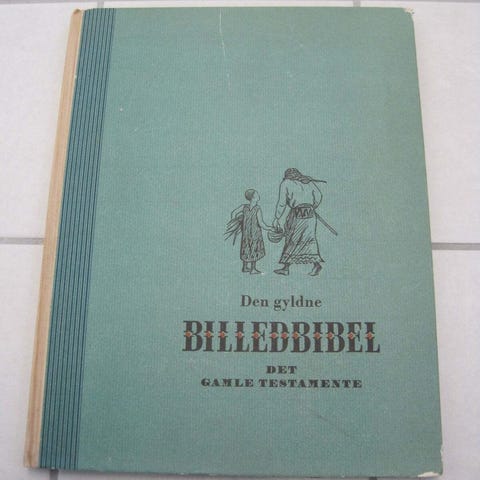 Den gyldne
BILLEDBIBEL
DET
GAMLE TESTAMENTE